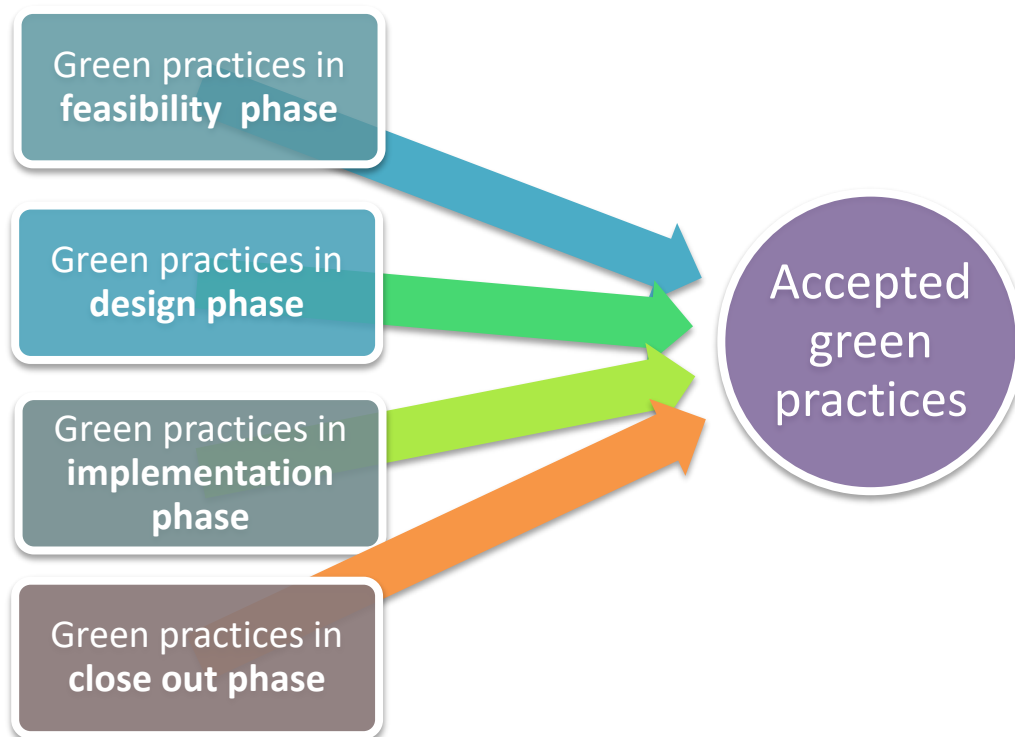 Green practices in
feasibility  phase
Green practices in
design phase
Green practices in
implementation
phase
Green practices in
close out phase
Accepted
green
practices